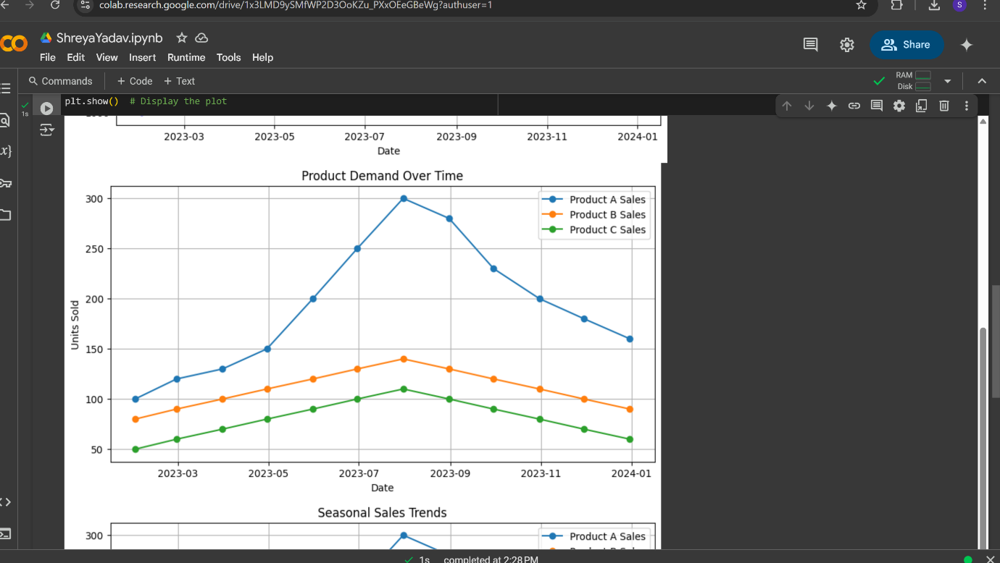 colab.research.google.com/drive/1x3LMD9ySMfWP2D3OoKZu_PXxOEeGBeWg?authuser=1
S
CO
ShreyaYadav.ipynb
File Edit View Insert Runtime Tools Help
Share
Commands + Code + Text
RAM
Disk
1s
plt.show() # Display the plot
2023-03 2023-05 2023-07 2023-09 2023-11 2024-01
Date
Product Demand Over Time
300
250
200
150
100
50
Units Sold
Product A Sales
Product B Sales
Product C Sales
2023-03 2023-05 2023-07 2023-09 2023-11 2024-01
Date
Seasonal Sales Trends
300
Product A Sales
1s completed at 2:28 PM